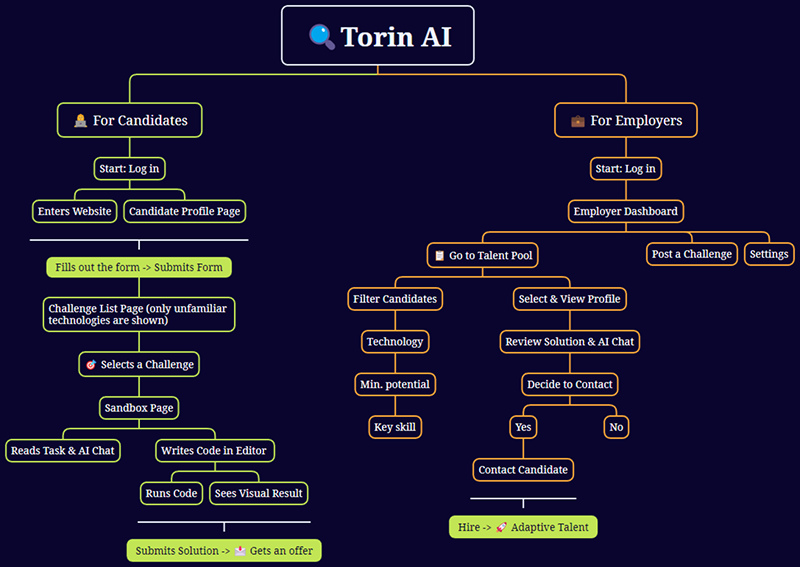 Torin AI
For Candidates
Start: Log in
Enters Website
Candidate Profile Page
Fills out the form -> Submits Form
Challenge List Page (only unfamiliar
technologies are shown)
Selects a Challenge
Sandbox Page
Reads Task & AI Chat
Writes Code in Editor
Runs Code
Sees Visual Result
Submits Solution -> Gets an offer
For Employers
Start: Log in
Employer Dashboard
Go to Talent Pool
Post a Challenge
Settings
Filter Candidates
Technology
Min. potential
Key skill
Select & View Profile
Review Solution & AI Chat
Decide to Contact
Yes
No
Contact Candidate
Hire -> 🚀 Adaptive Talent